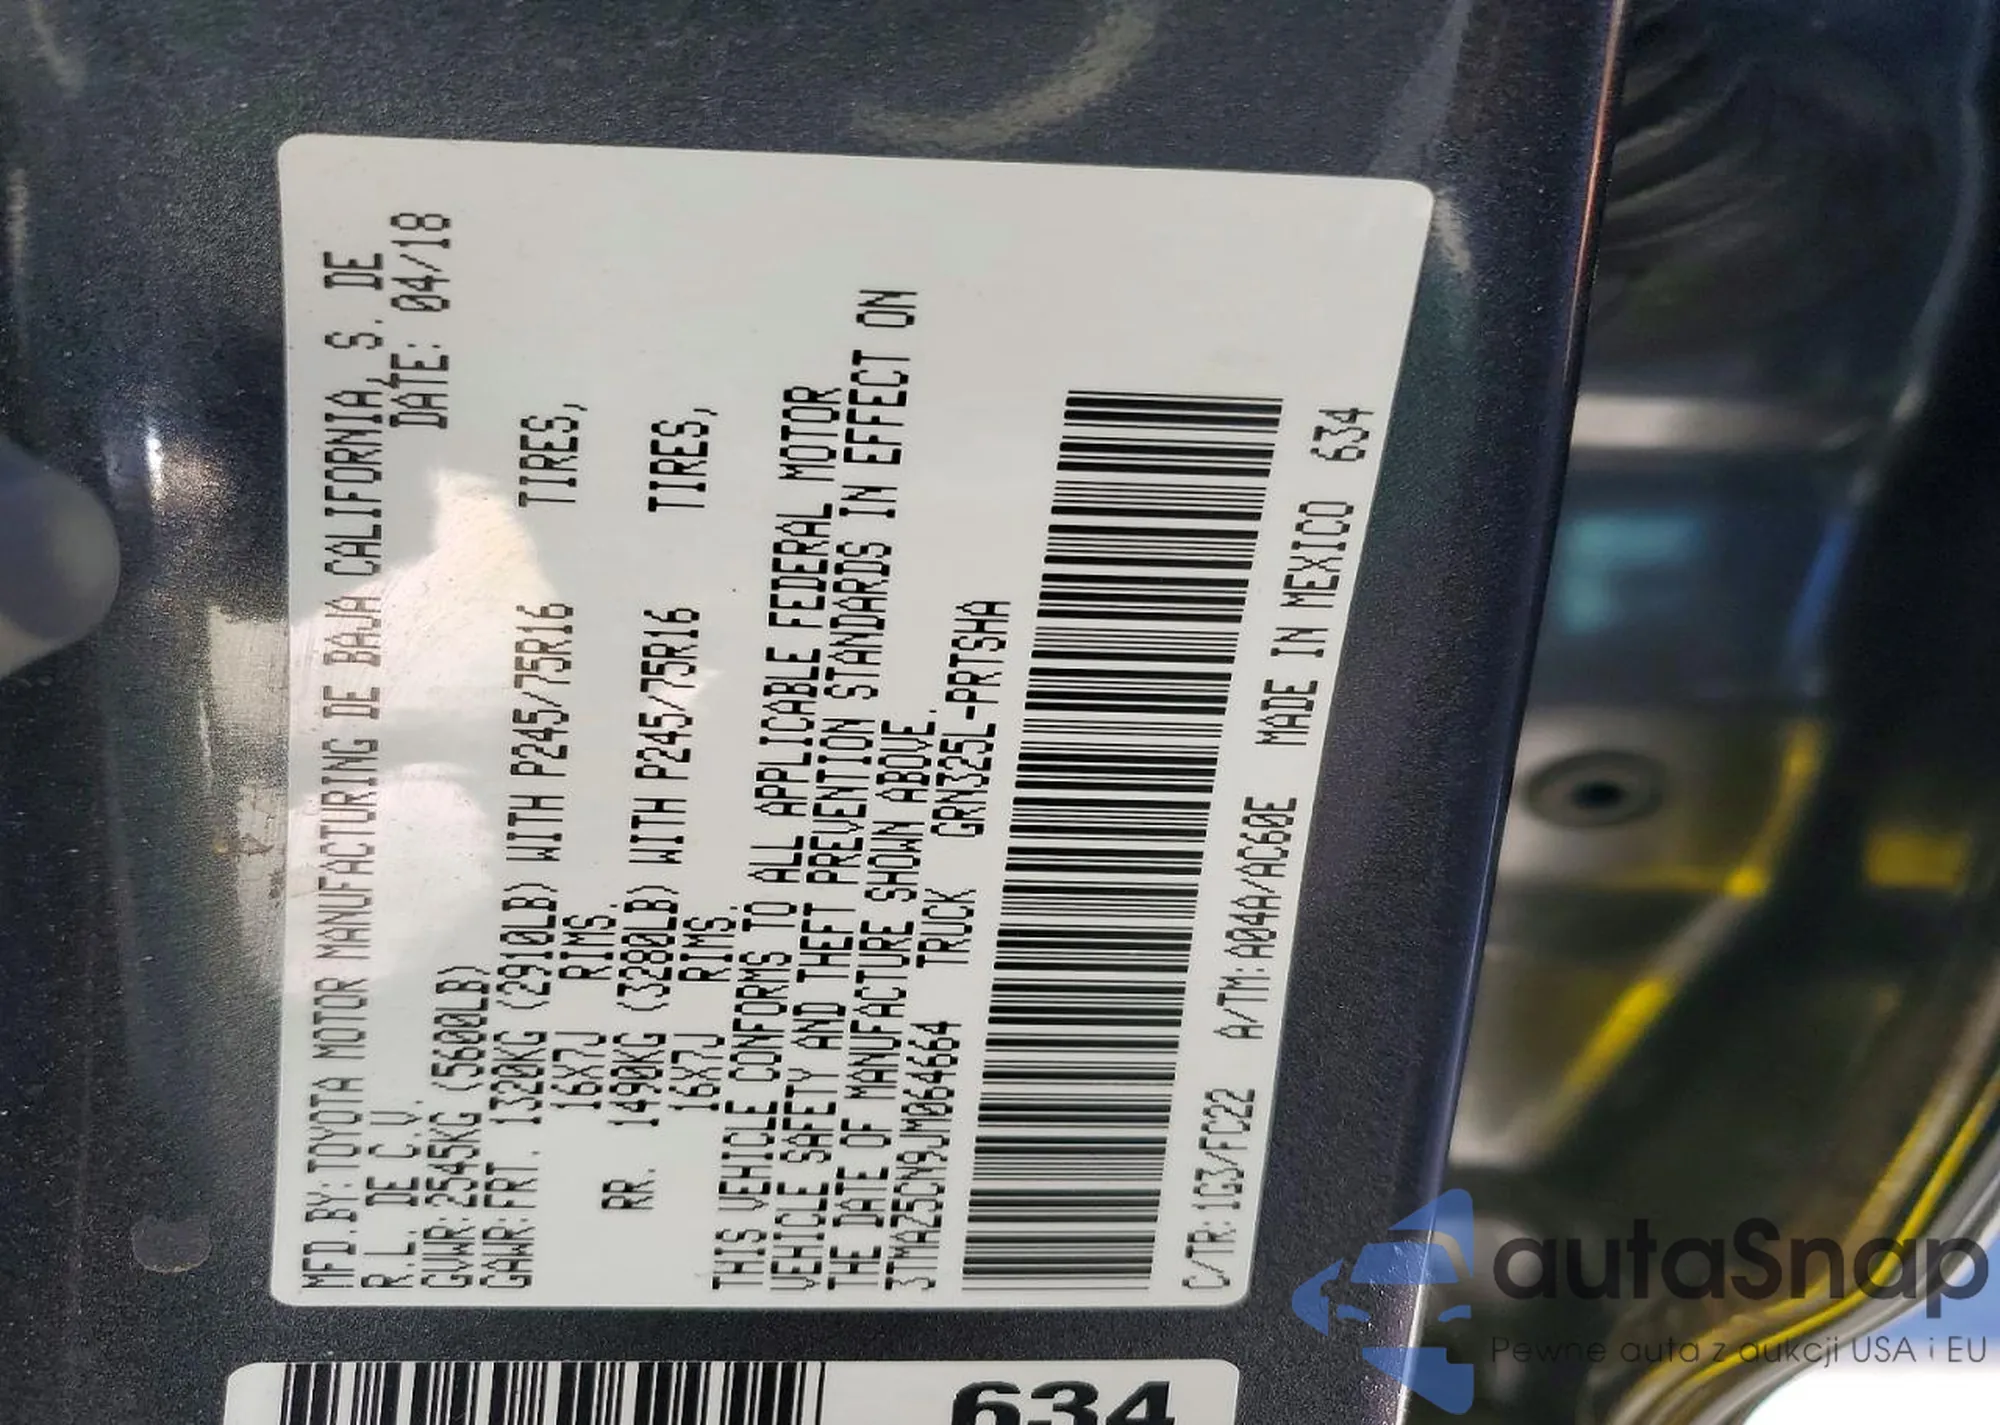 MFD.BY:TOYOTA MOTOR MANUFACTURING DE BAJA CALIFORNIA, S. DE
R.L. DE C.V. DATE: 04/18
GVWR:2545KG (5600LB)
GAWR:FRT. 1320KG (2910LB) WITH P245/75R16 TIRES,
16X7J RIMS,
RR. 1490KG (3280LB) WITH P245/75R16 TIRES,
16X7J RIMS,
THIS VEHICLE CONFORMS TO ALL APPLICABLE FEDERAL MOTOR
VEHICLE SAFETY AND THEFT PREVENTION STANDARDS IN EFFECT ON
THE DATE OF MANUFACTURE SHOWN ABOVE.
3TMAZ5CN9JM064664 TRUCK GRN325L-PRTSHA
C/TR:1G3/FC22 A/TM:A04A/AC60E MADE IN MEXICO 634
634
autaSnap
Pewne auta z aukcji USA i EU